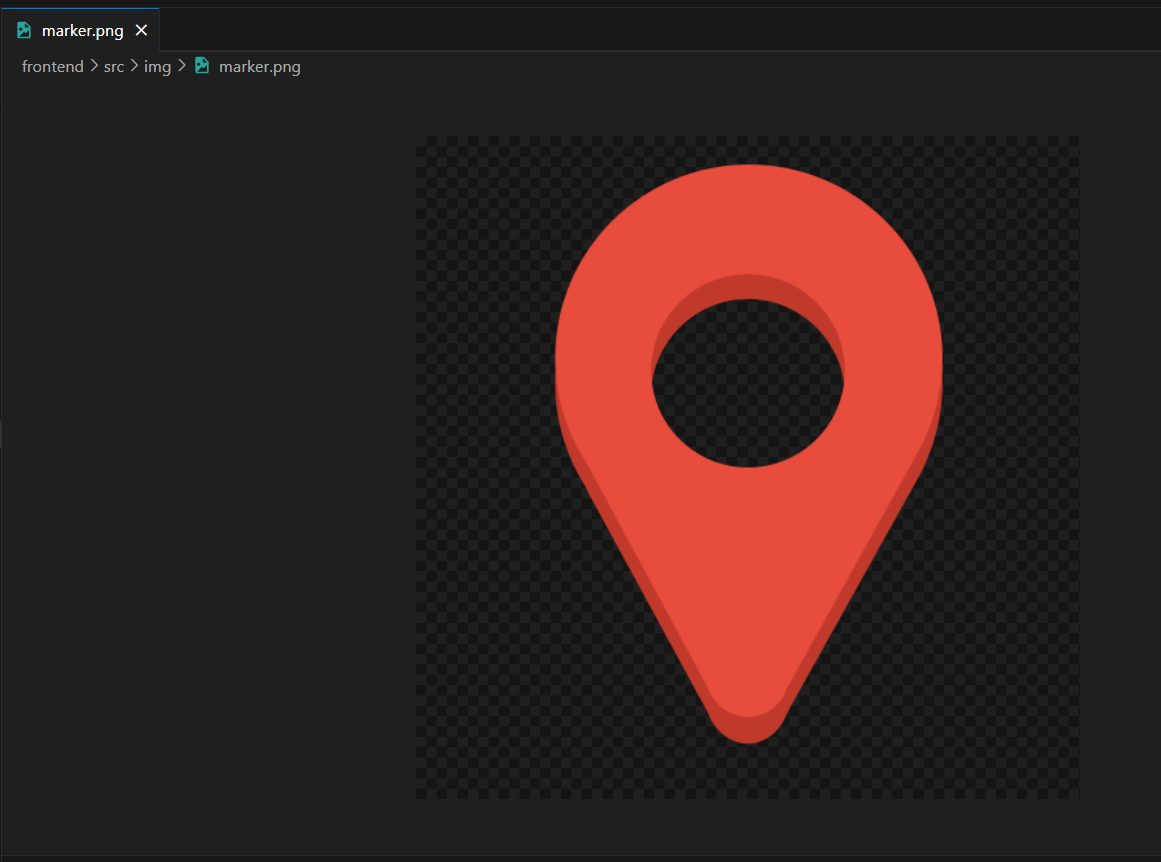 marker.png
frontend > src > img > marker.png